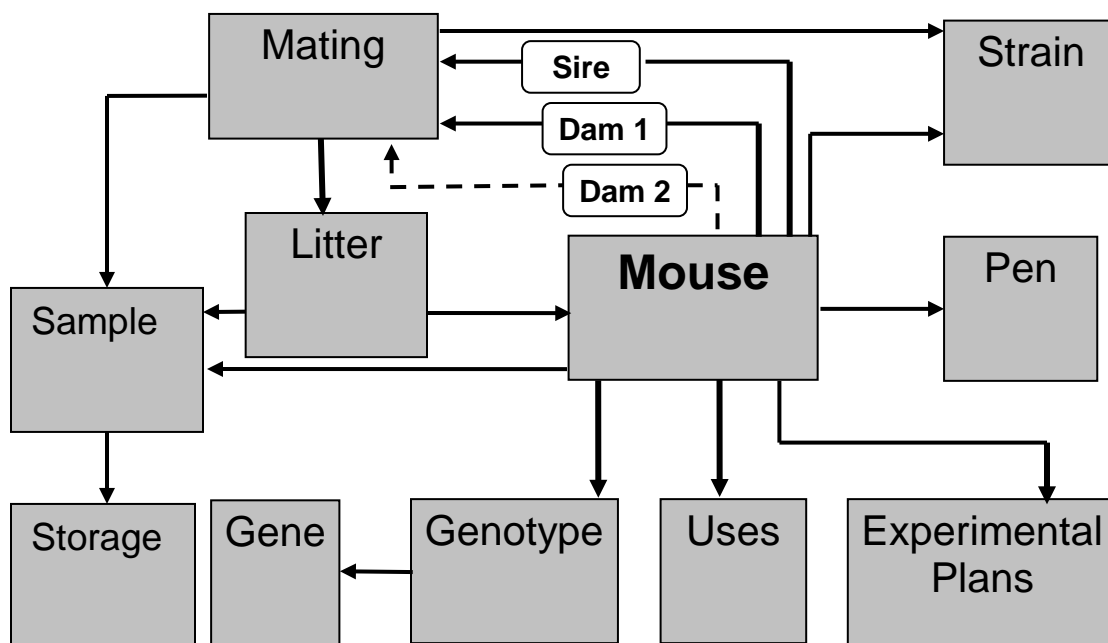 Mating
Strain
Sire
Dam 1
Dam 2
Litter
Mouse
Pen
Sample
Storage
Gene
Genotype
Uses
Experimental
Plans